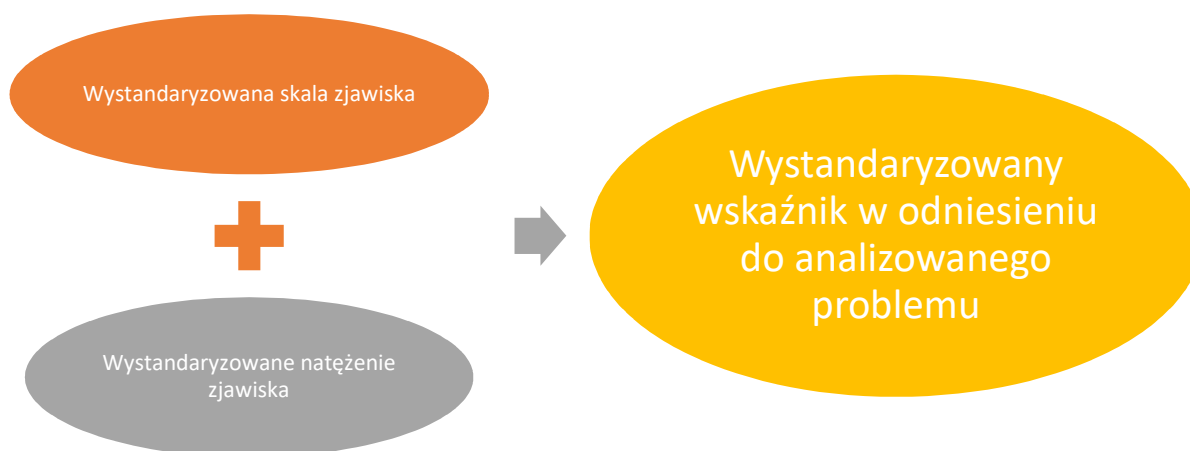 Wystandaryzowana skala zjawiska
Wystandaryzowane natężenie
zjawiska
Wystandaryzowany
wskaźnik w odniesieniu
do analizowanego
problemu